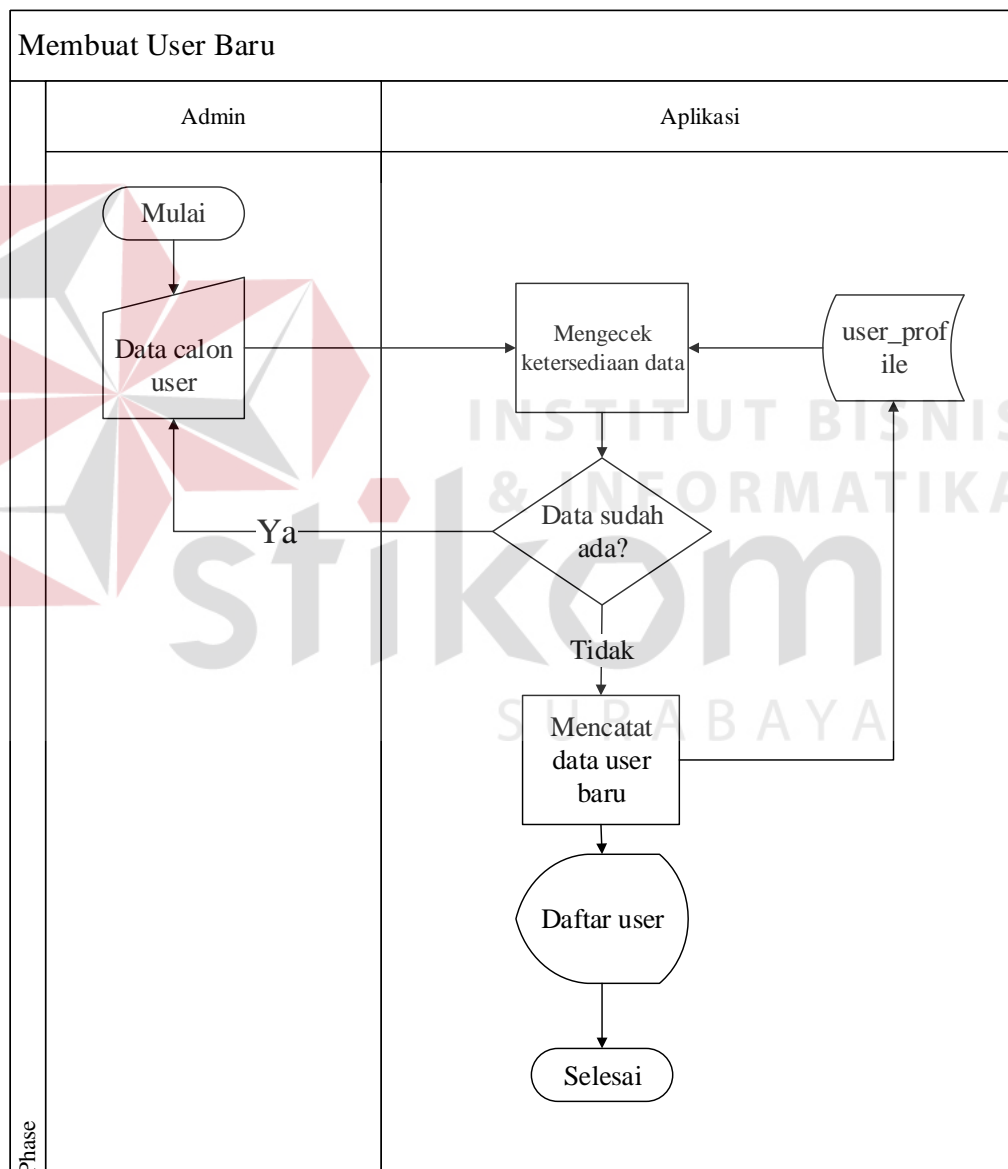 Membuat User Baru
Admin
Aplikasi
Mulai
Data calon
user
Mengecek
ketersediaan data
user_prof
ile
INSTITUT BISNIS
& INFORMATIKA
stikom
SURABAYA
Data sudah
ada?
Ya
Tidak
Mencatat
data user
baru
Daftar user
Selesai
Phase